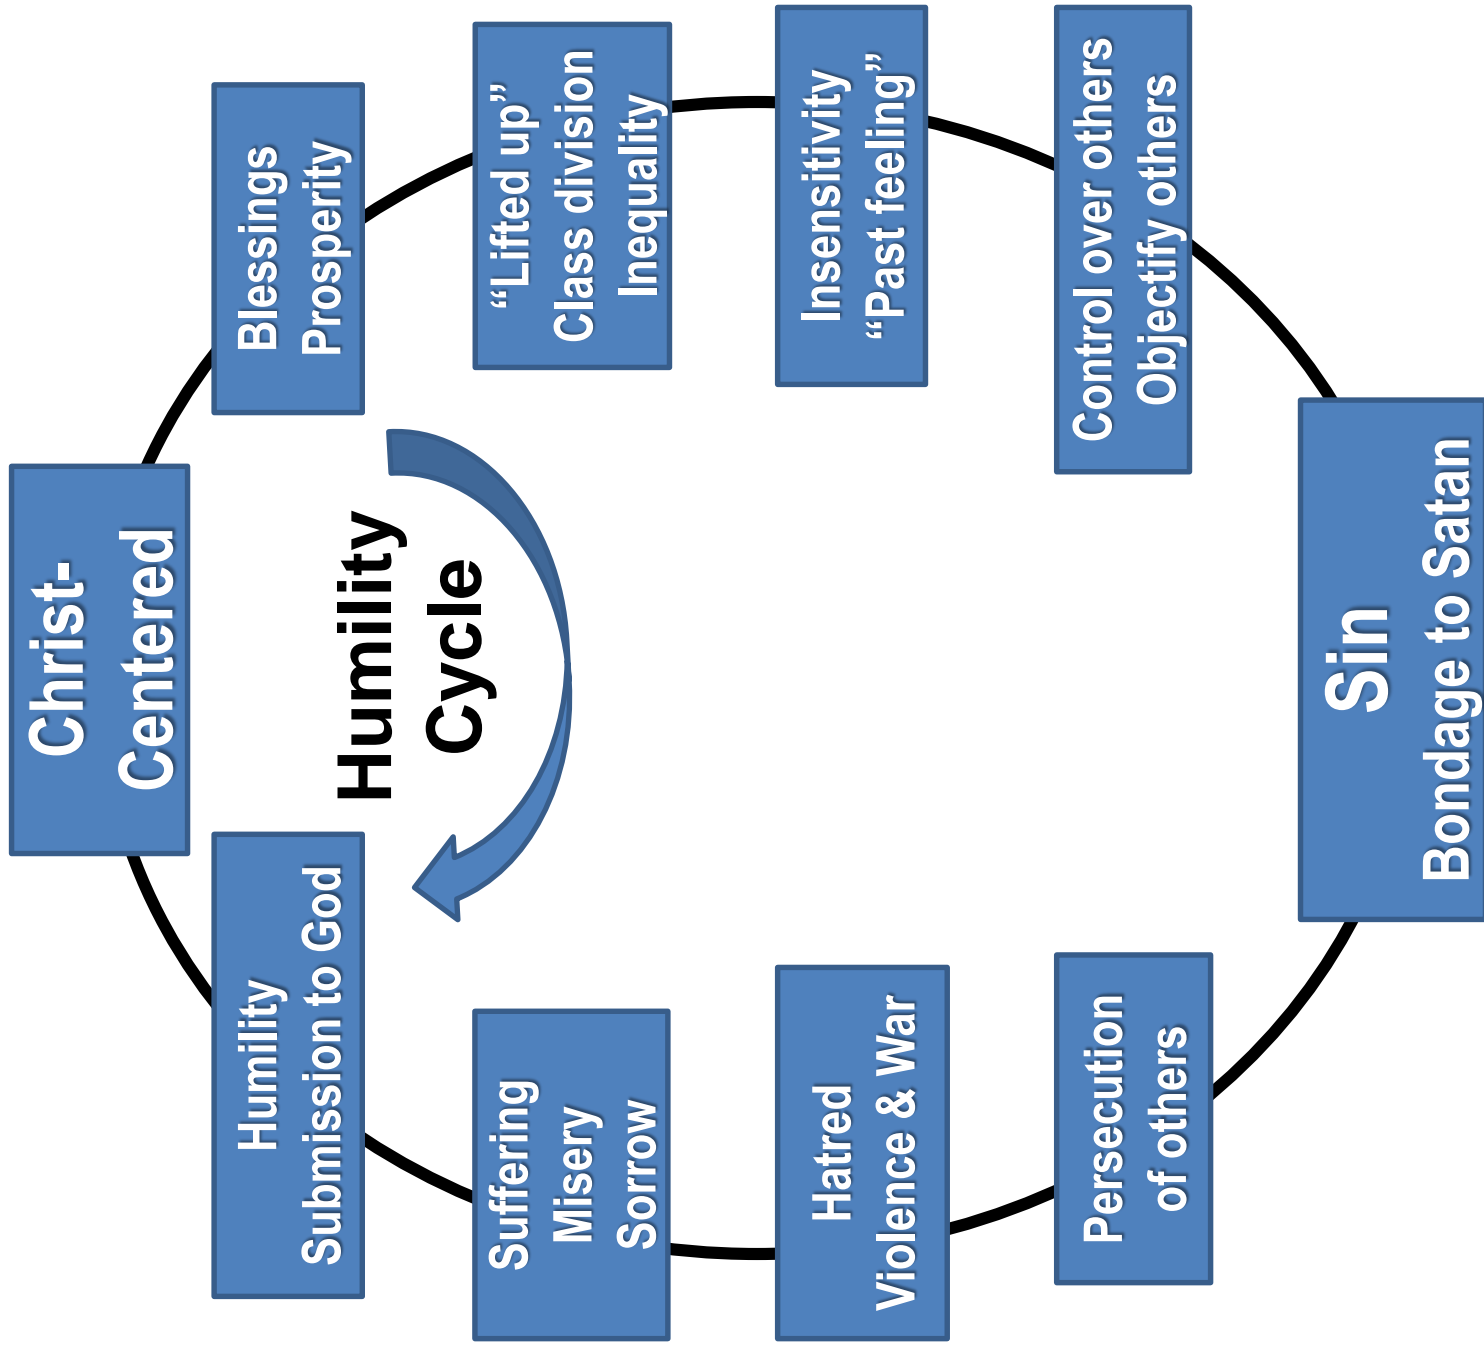 Christ-
Centered
Blessings
Prosperity
“Lifted up”
Class division
Inequality
Insensitivity
“Past feeling”
Control over others
Objectify others
Sin
Bondage to Satan
Persecution
of others
Hatred
Violence & War
Suffering
Misery
Sorrow
Humility
Submission to God
Humility
Cycle